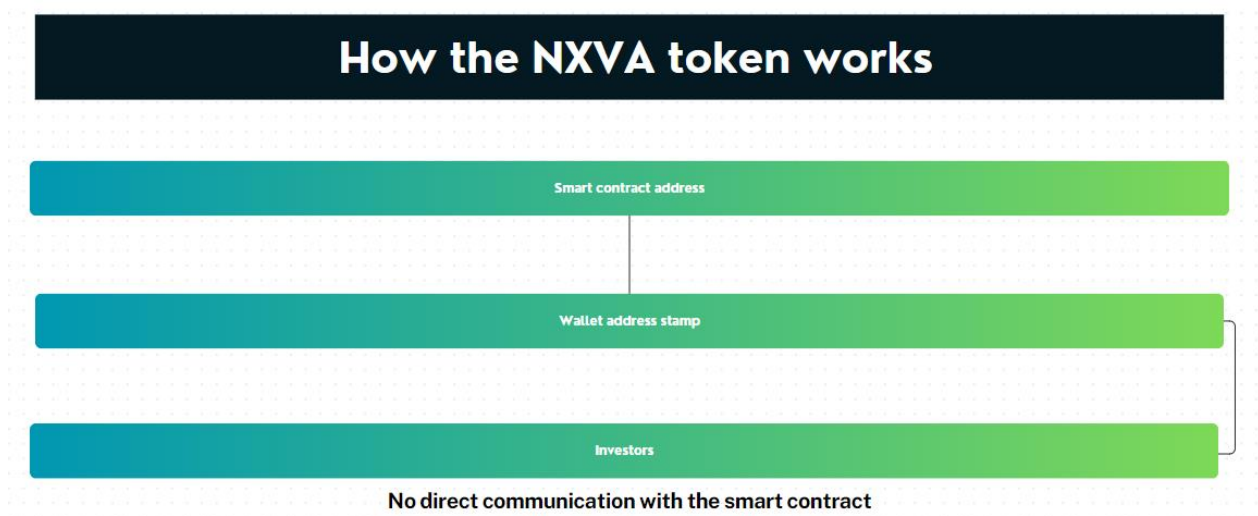 How the NXVA token works
Smart contract address
Wallet address stamp
Investors
No direct communication with the smart contract